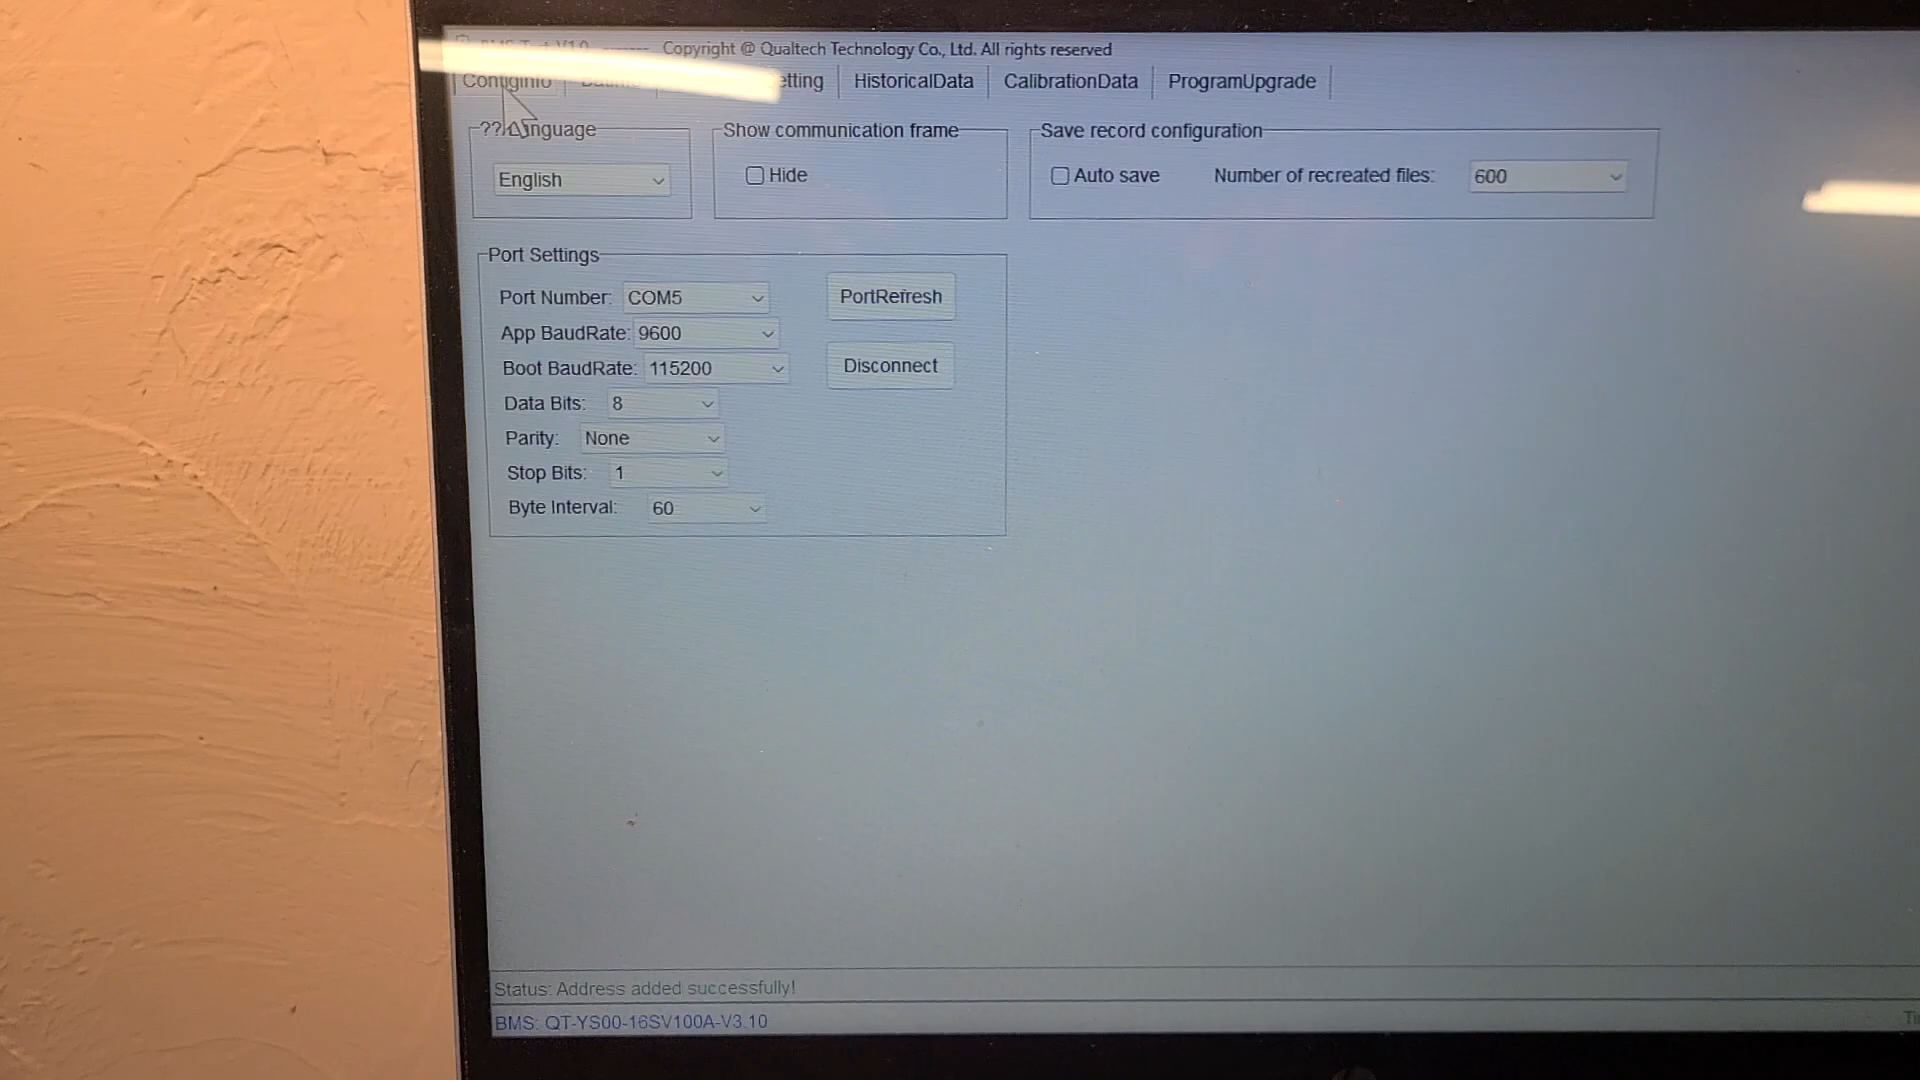 Copyright @ Qualtech Technology Co., Ltd. All rights reserved
ConfigInfo etting HistoricalData CalibrationData ProgramUpgrade
??/Language Show communication frame Save record configuration
English Hide Auto save Number of recreated files: 600
Port Settings
Port Number: COM5 PortRefresh
App BaudRate: 9600
Boot BaudRate: 115200 Disconnect
Data Bits: 8
Parity: None
Stop Bits: 1
Byte Interval: 60
Status: Address added successfully!
BMS: QT-YS00-16SV100A-V3.10